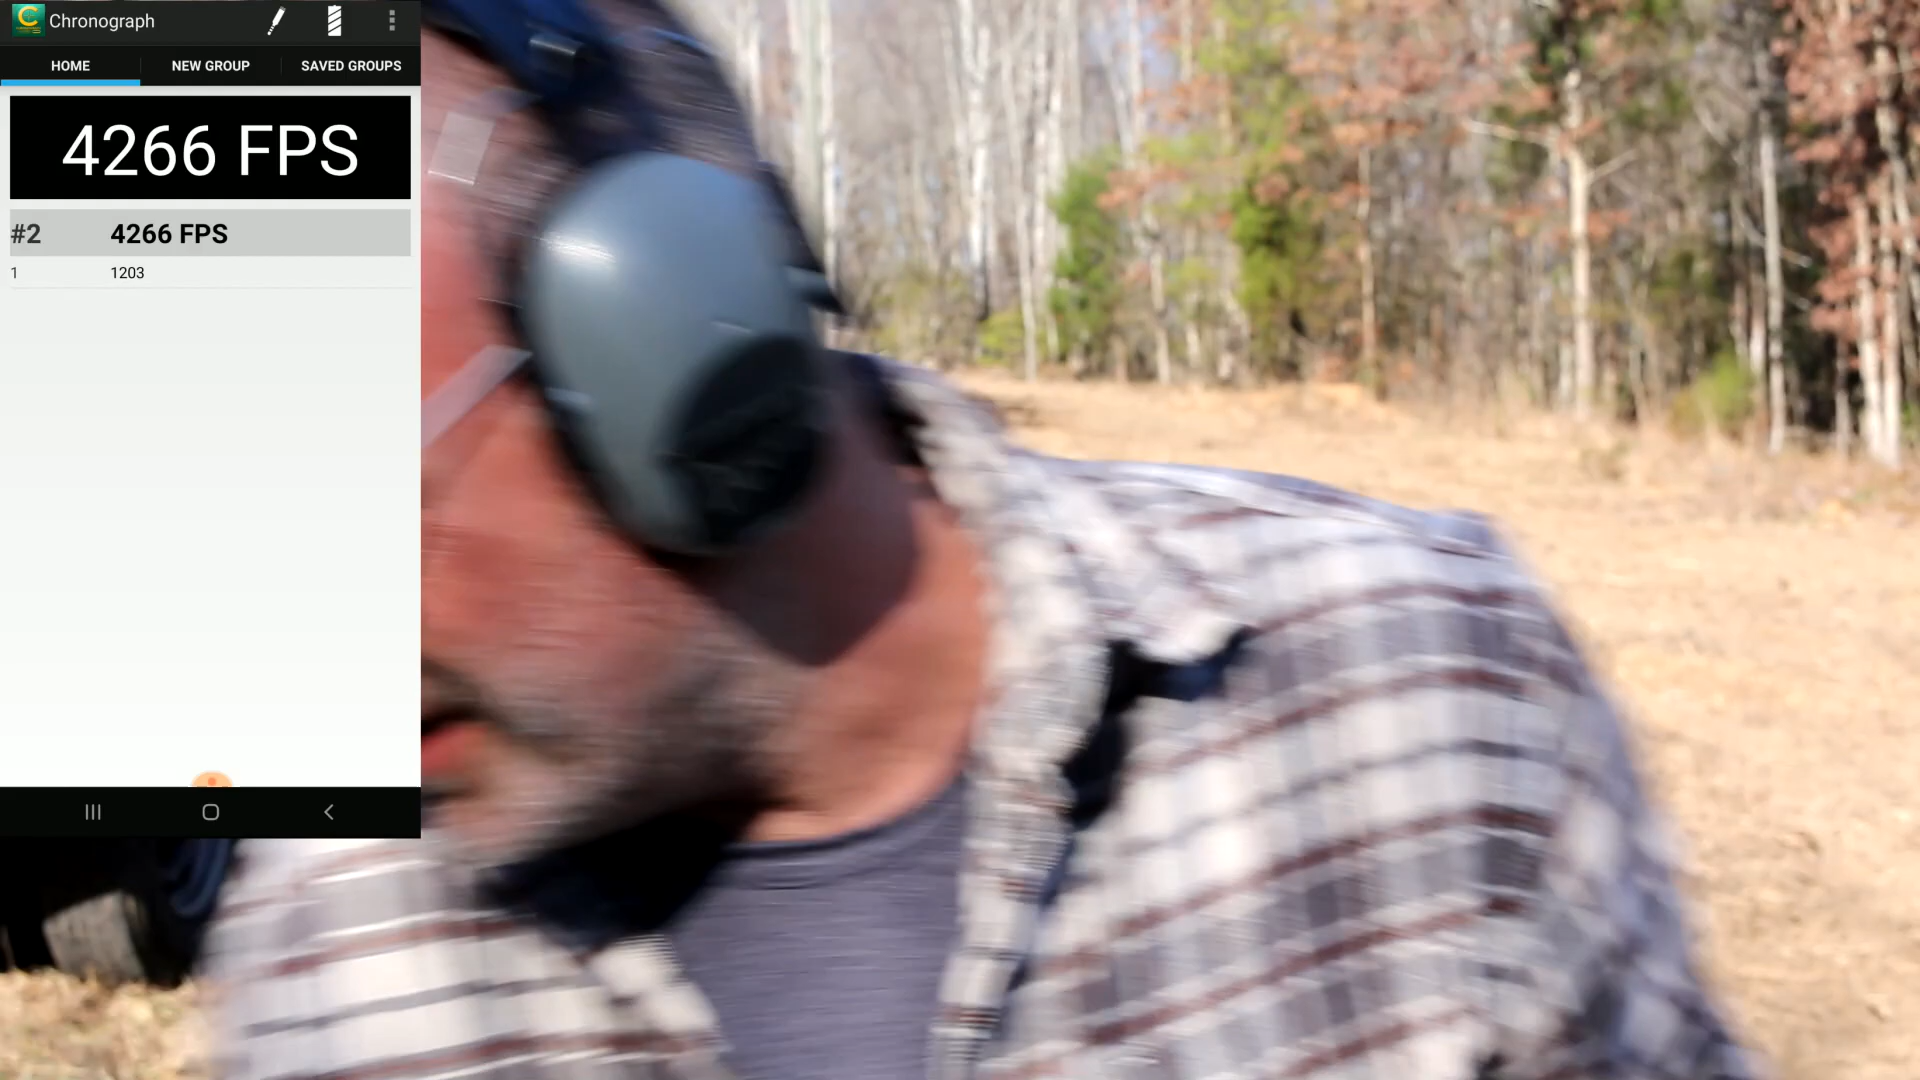 Chronograph
HOME NEW GROUP SAVED GROUPS
4266 FPS
#2 4266 FPS
1 1203